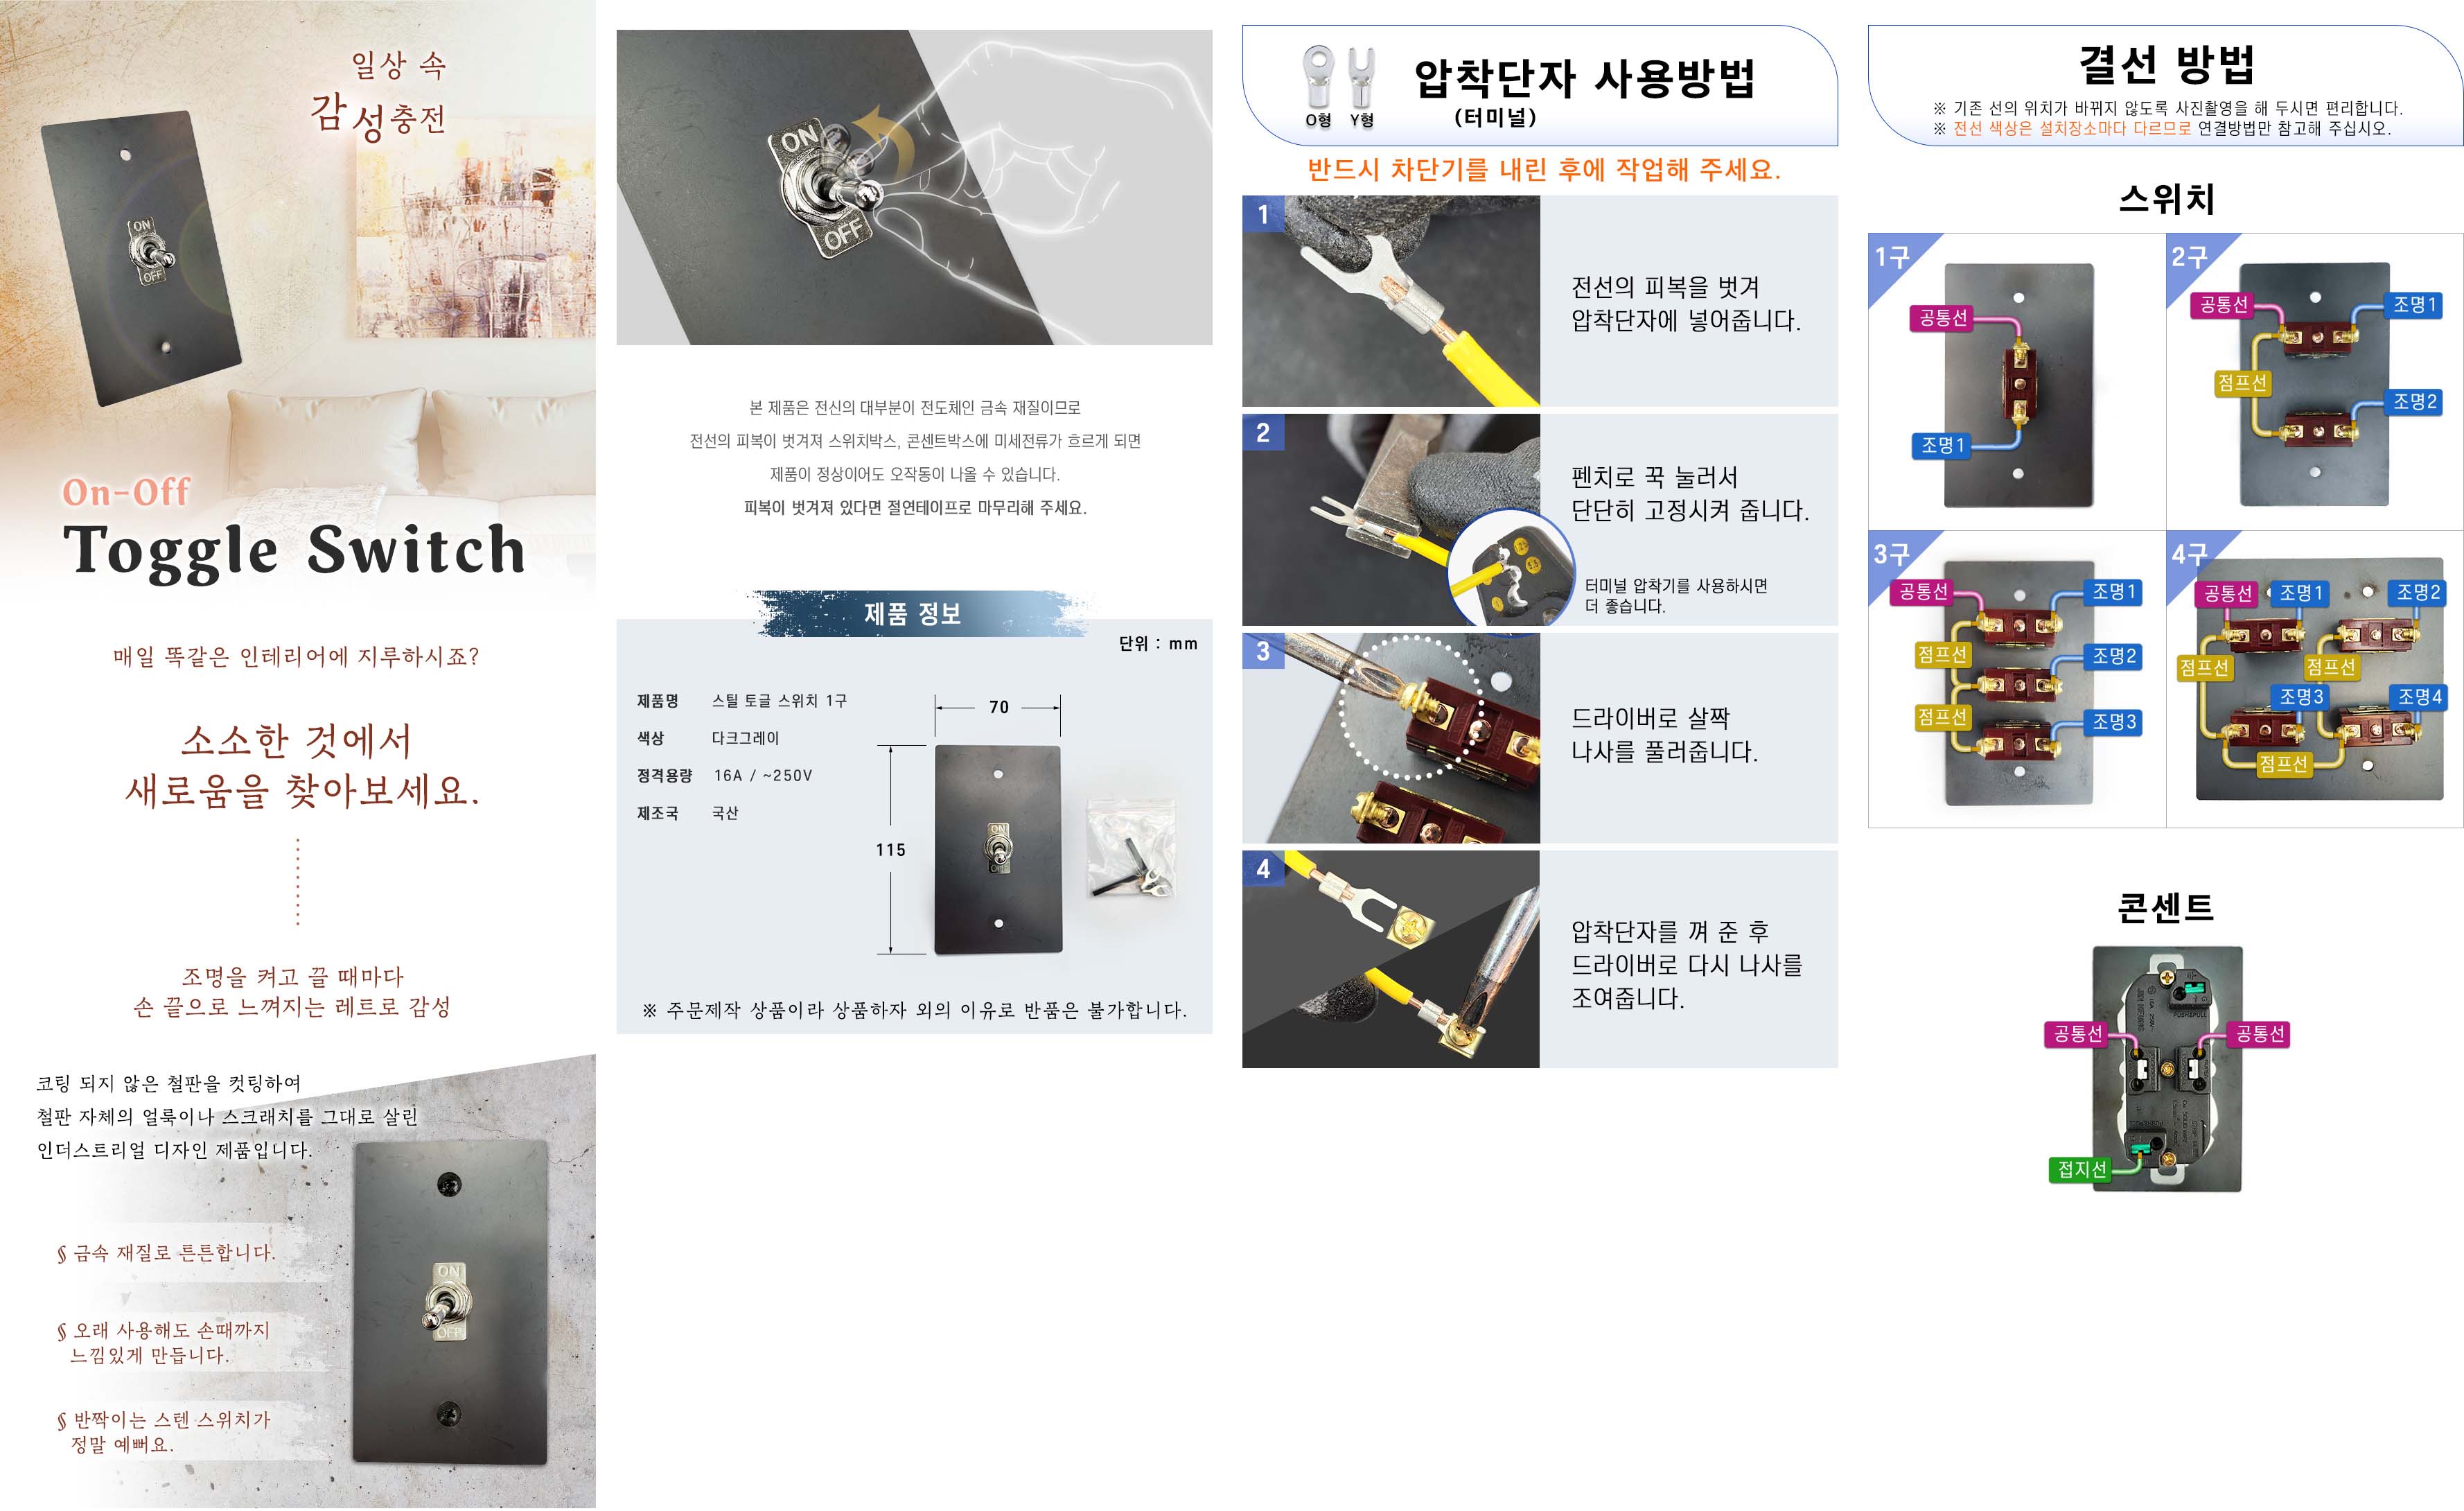 일상 속
감성충전
ON
OFF
On-Off
Toggle Switch
매일 똑같은 인테리어에 지루하시죠?
소소한 것에서
새로움을 찾아보세요.
조명을 켜고 끌 때마다
손 끝으로 느껴지는 레트로 감성
코팅 되지 않은 철판을 컷팅하여
철판 자체의 얼룩이나 스크래치를 그대로 살린
인더스트리얼 디자인 제품입니다.
§ 금속 재질로 튼튼합니다.
§ 오래 사용해도 손때까지
느낌있게 만듭니다.
§ 반짝이는 스텐 스위치가
정말 예뻐요.
ON
OFF
ON
OFF
본 제품은 전신의 대부분이 전도체인 금속 재질이므로
전선의 피복이 벗겨져 스위치박스, 콘센트박스에 미세전류가 흐르게 되면
제품이 정상이어도 오작동이 나올 수 있습니다.
피복이 벗겨져 있다면 절연테이프로 마무리해 주세요.
제품 정보
단위 : mm
제품명 스틸 토글 스위치 1구
색상 다크그레이
정격용량 16A / ~250V
제조국 국산
70
115
ON
OFF
※ 주문제작 상품이라 상품하자 외의 이유로 반품은 불가합니다.
O형 Y형
압착단자 사용방법
(터미널)
반드시 차단기를 내린 후에 작업해 주세요.
1
전선의 피복을 벗겨
압착단자에 넣어줍니다.
2
펜치로 꾹 눌러서
단단히 고정시켜 줍니다.
터미널 압착기를 사용하시면
더 좋습니다.
3
드라이버로 살짝
나사를 풀러줍니다.
4
압착단자를 껴 준 후
드라이버로 다시 나사를
조여줍니다.
결선 방법
※ 기존 선의 위치가 바뀌지 않도록 사진촬영을 해 두시면 편리합니다.
※ 전선 색상은 설치장소마다 다르므로 연결방법만 참고해 주십시오.
스위치
1구
공통선
조명1
2구
공통선
조명1
점프선
조명2
3구
공통선
조명1
점프선
조명2
점프선
조명3
4구
공통선
조명1
조명2
점프선
점프선
조명3
조명4
점프선
콘센트
공통선
공통선
접지선